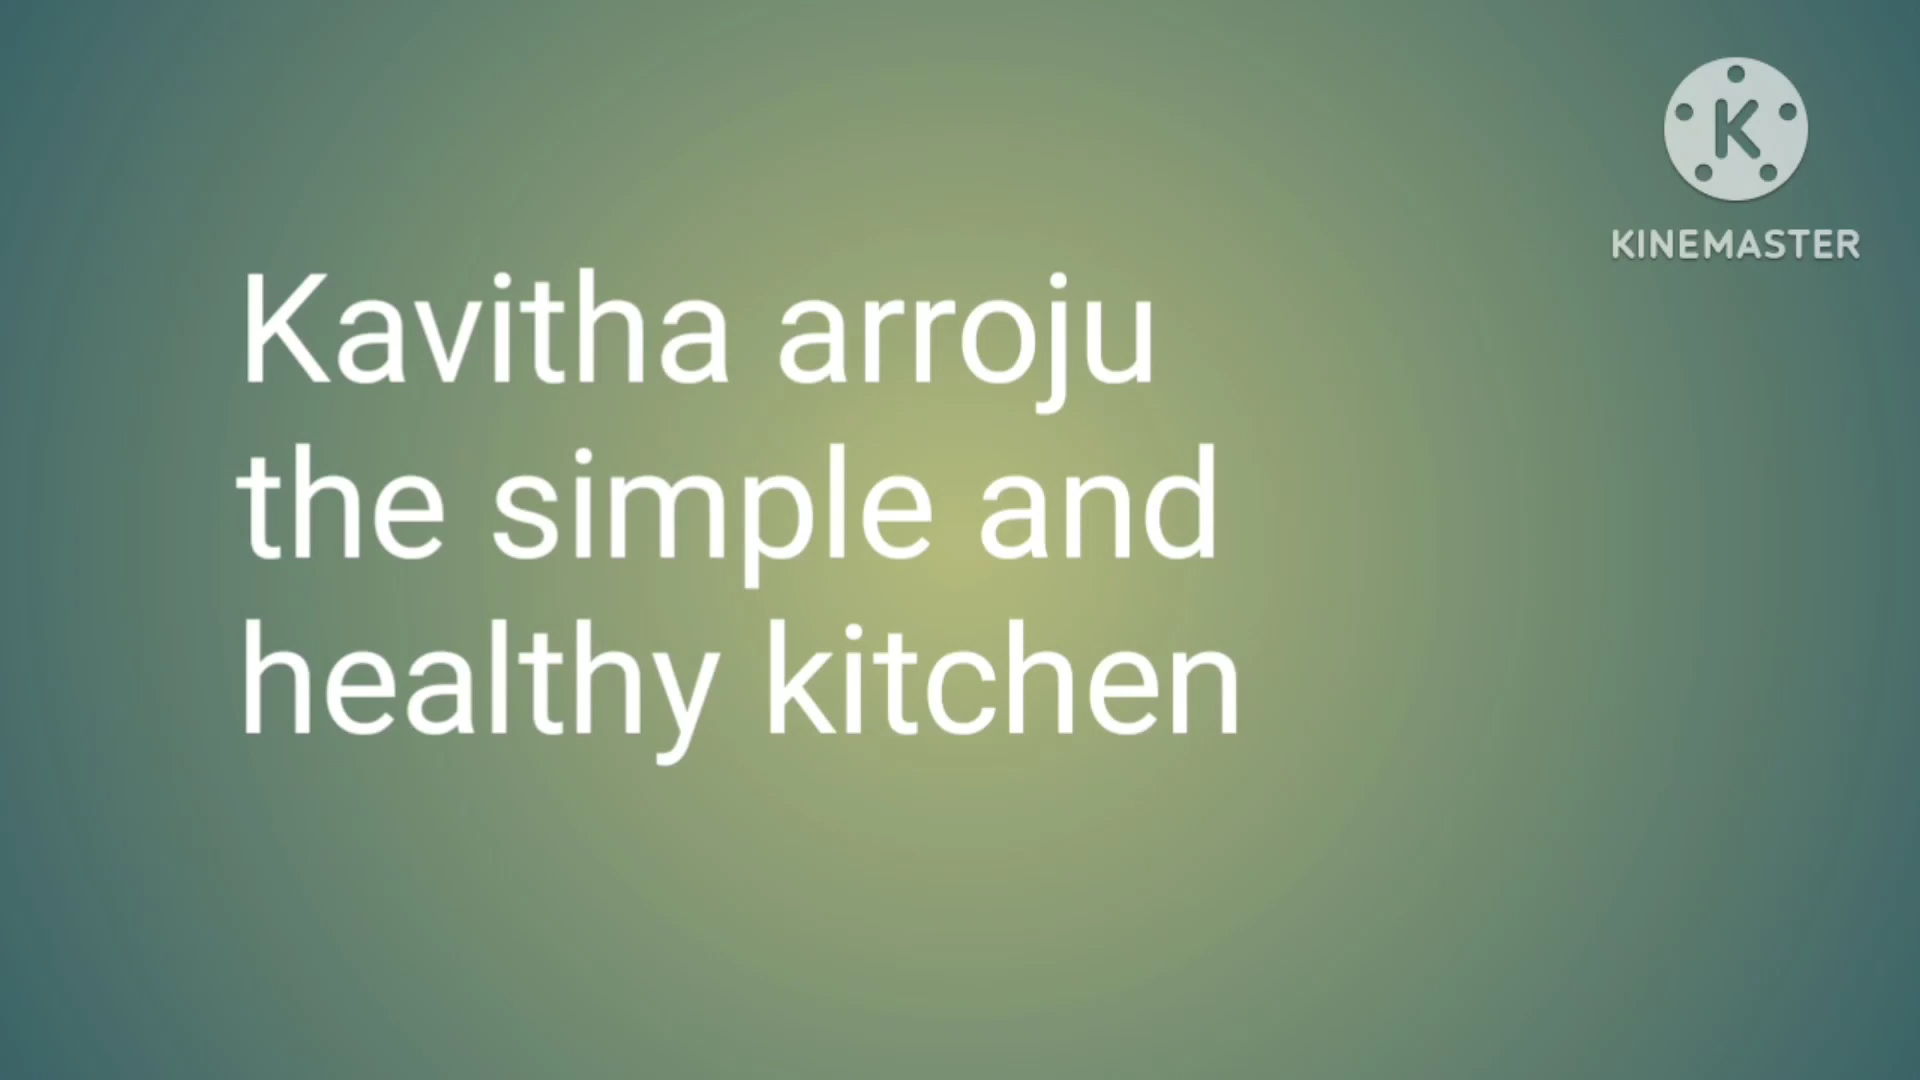 K
KINEMASTER
Kavitha arroju
the simple and
healthy kitchen